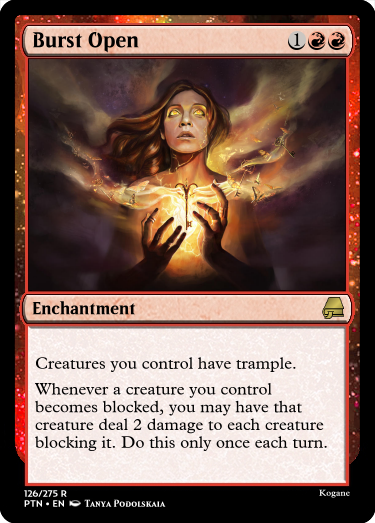 Burst Open 1
Enchantment
Creatures you control have trample.
Whenever a creature you control
becomes blocked, you may have that
creature deal 2 damage to each creature
blocking it. Do this only once each turn.
126/275 R Kogane
PTN • EN Tanya Podolskaia